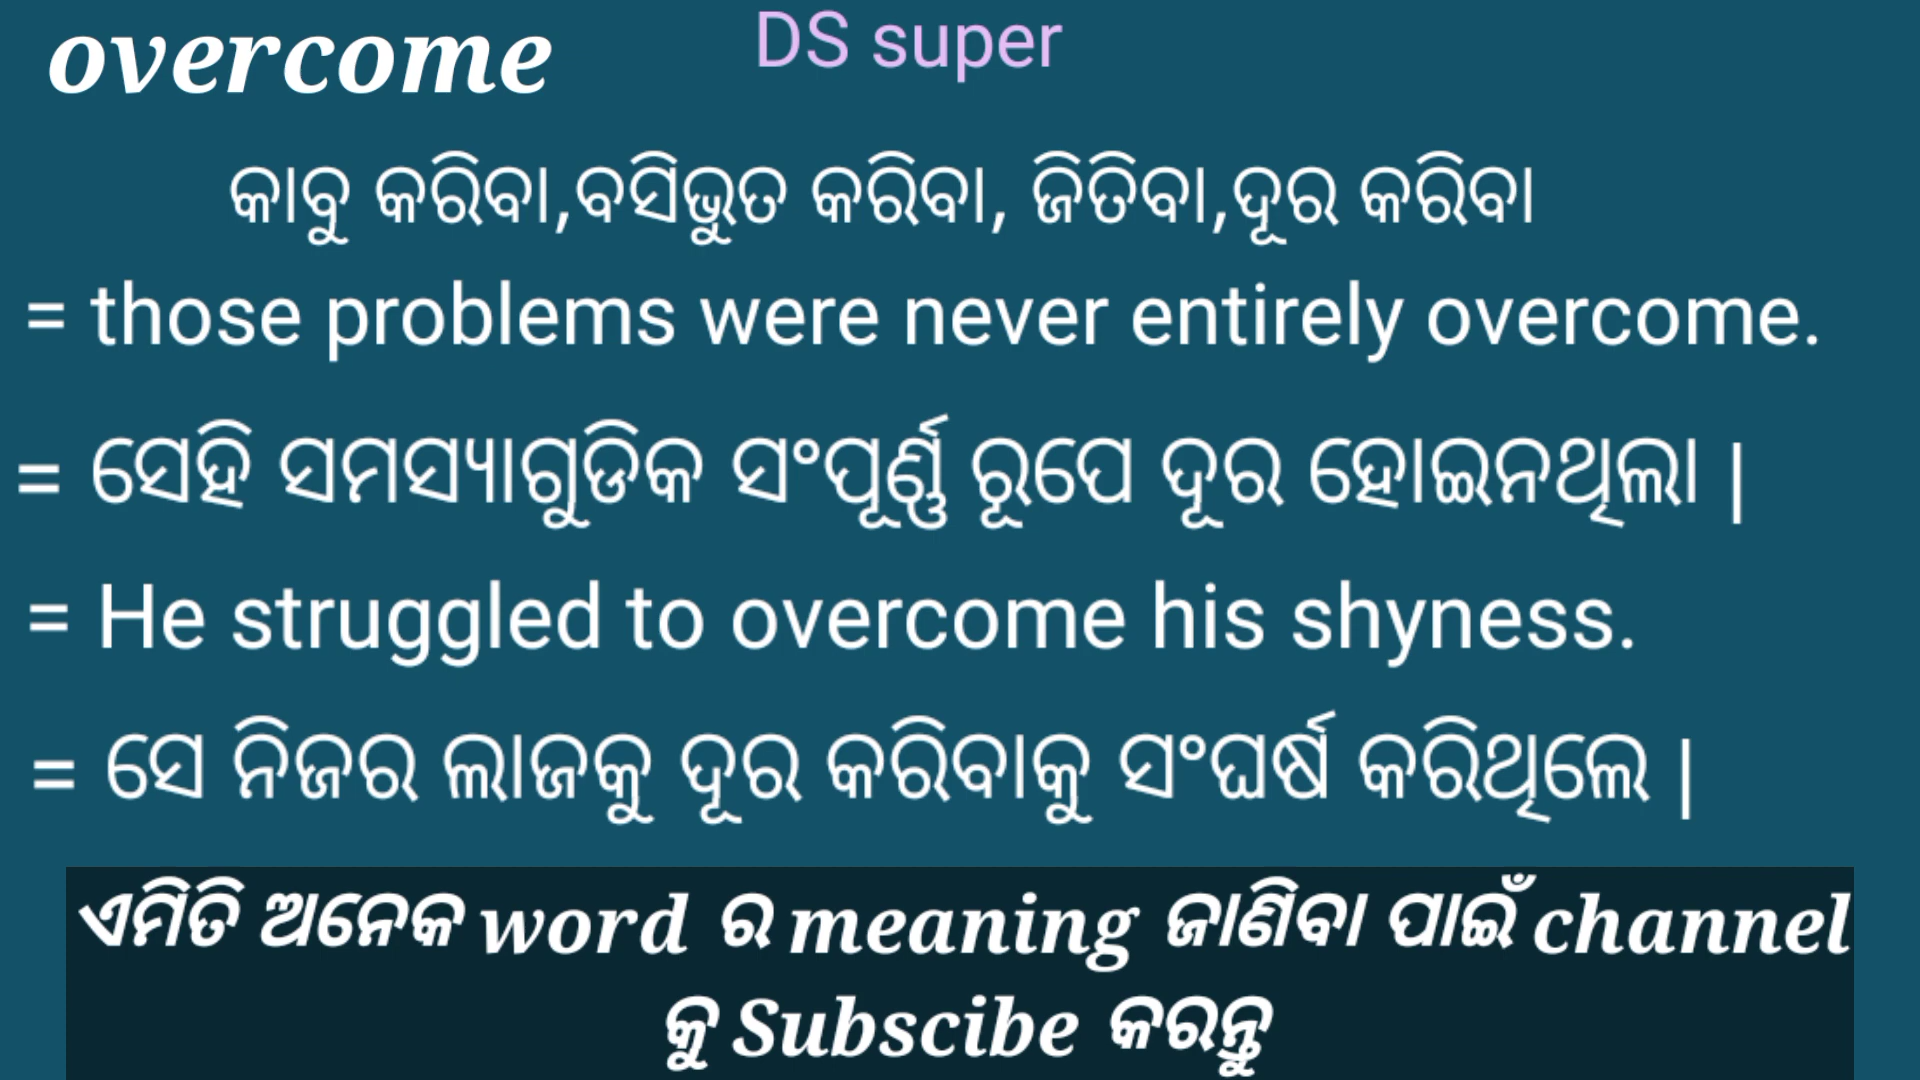 overcome DS super
କାବୁ କରିବା,ବସିଭୁତ କରିବା, ଜିତିବା,ଦୂର କରିବା
= those problems were never entirely overcome.
= ସେହି ସମସ୍ୟାଗୁଡିକ ସଂପୂର୍ଣ୍ଣ ରୂପେ ଦୂର ହୋଇନଥିଲା |
= He struggled to overcome his shyness.
= ସେ ନିଜର ଲାଜକୁ ଦୂର କରିବାକୁ ସଂଘର୍ଷ କରିଥିଲେ |
ଏମିତି ଅନେକ word ର meaning ଜାଣିବା ପାଇଁ channel
କୁ Subscibe କରନ୍ତୁ